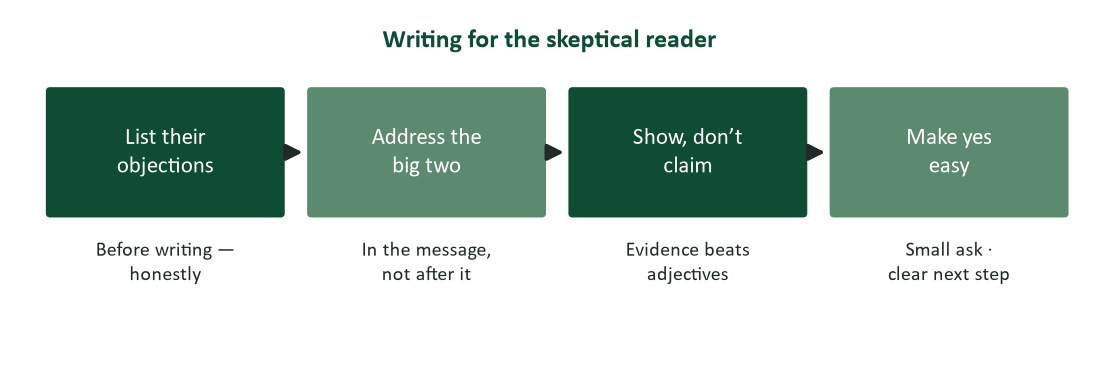 Writing for the skeptical reader
List their
objections
Address the
big two
Show, don’t
claim
Make yes
easy
Before writing —
honestly
In the message,
not after it
Evidence beats
adjectives
Small ask ·
clear next step